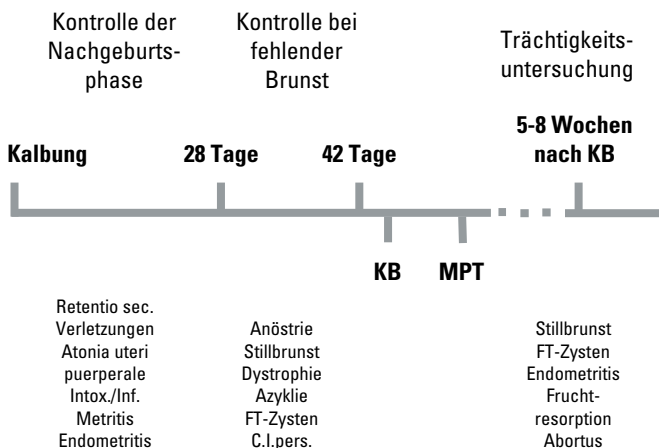 Kontrolle der
Nachgeburts-
phase
Kontrolle bei
fehlender
Brunst
Trächtigkeits-
untersuchung
Kalbung
28 Tage
42 Tage
5-8 Wochen
nach KB
KB
MPT
Retentio sec.
Verletzungen
Atonia uteri
puerperale
Intox./Inf.
Metritis
Endometritis
Anöstrie
Stillbrunst
Dystrophie
Azyklie
FT-Zysten
C.l.pers.
Stillbrunst
FT-Zysten
Endometritis
Frucht-
resorption
Abortus